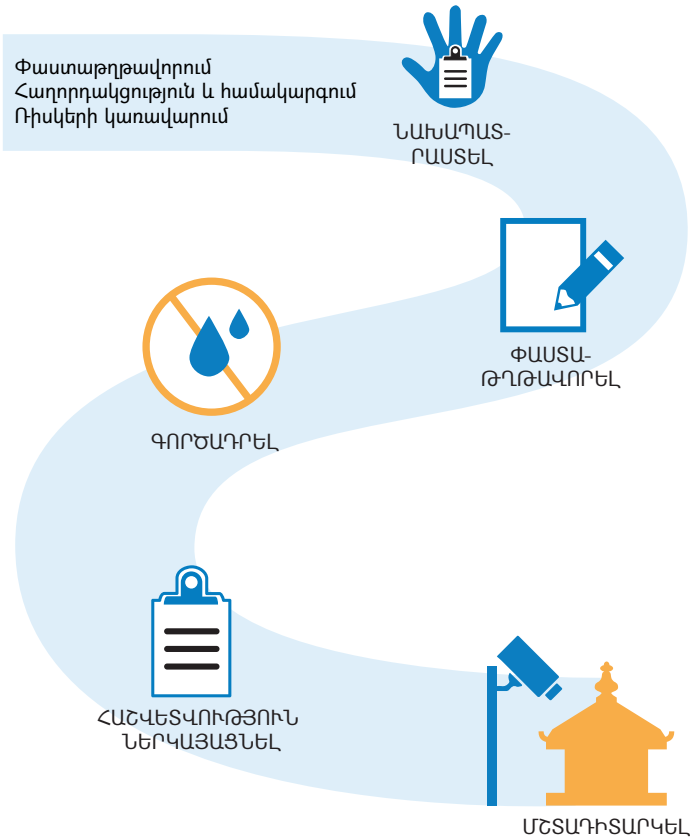 Փաստաթղթավորում
Հաղորդակցություն և համակարգում
Ռիսկերի կառավարում
ՆԱԽԱՊԱՏ-
ՐԱՍՏԵԼ
ՓԱՍՏԱ-
ԹՂԹԱՎՈՐԵԼ
ԳՈՐԾԱԴՐԵԼ
ՀԱՇՎԵՏՎՈՒԹՅՈՒՆ
ՆԵՐԿԱՅԱՑՆԵԼ
ՄՇՏԱԴԻՏԱՐԿԵԼ